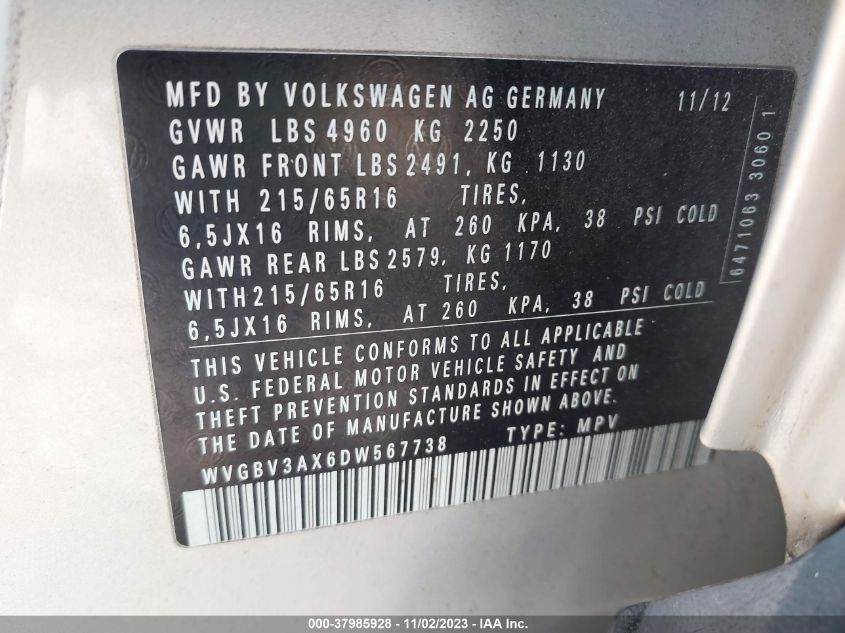 MFD BY VOLKSWAGEN AG GERMANY 11/12
GVWR LBS 4960 KG 2250
GAWR FRONT LBS 2491, KG 1130
WITH 215/65R16 TIRES,
6,5JX16 RIMS, AT 260 KPA, 38 PSI COLD
GAWR REAR LBS 2579, KG 1170
WITH 215/65R16 TIRES,
6,5JX16 RIMS, AT 260 KPA, 38 PSI COLD
6471063 3060 1
THIS VEHICLE CONFORMS TO ALL APPLICABLE
U.S. FEDERAL MOTOR VEHICLE SAFETY AND
THEFT PREVENTION STANDARDS IN EFFECT ON
THE DATE OF MANUFACTURE SHOWN ABOVE.
WVGBV3AX6DW567738 TYPE: MPV
000-37985928 - 11/02/2023 - IAA Inc.